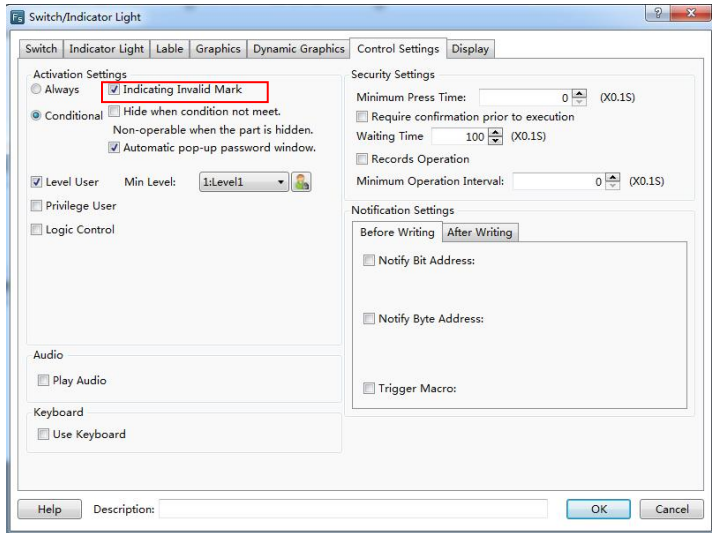 Fs Switch/Indicator Light
Switch Indicator Light Lable Graphics Dynamic Graphics Control Settings Display
Activation Settings
Always Indicating Invalid Mark
Conditional Hide when condition not meet.
Non-operable when the part is hidden.
Automatic pop-up password window.
Level User Min Level: 1:Level1
Privilege User
Logic Control
Audio
Play Audio
Keyboard
Use Keyboard
Security Settings
Minimum Press Time: 0 (X0.1S)
Require confirmation prior to execution
Waiting Time 100 (X0.1S)
Records Operation
Minimum Operation Interval: 0 (X0.1S)
Notification Settings
Before Writing After Writing
Notify Bit Address:
Notify Byte Address:
Trigger Macro:
Help Description: OK Cancel